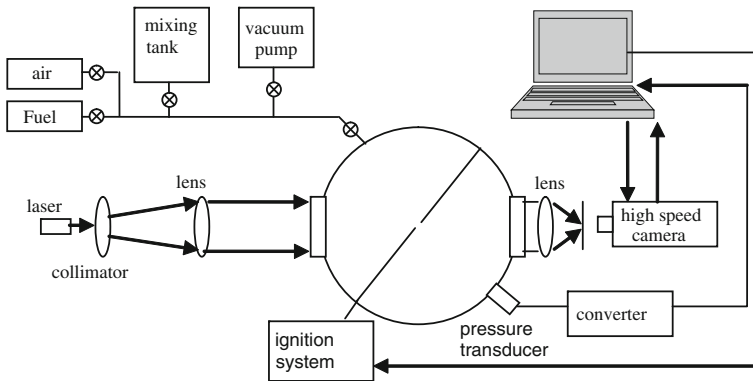 mixing
tank
vacuum
pump
air
Fuel
laser
collimator
lens
lens
high speed
camera
ignition
system
pressure
transducer
converter